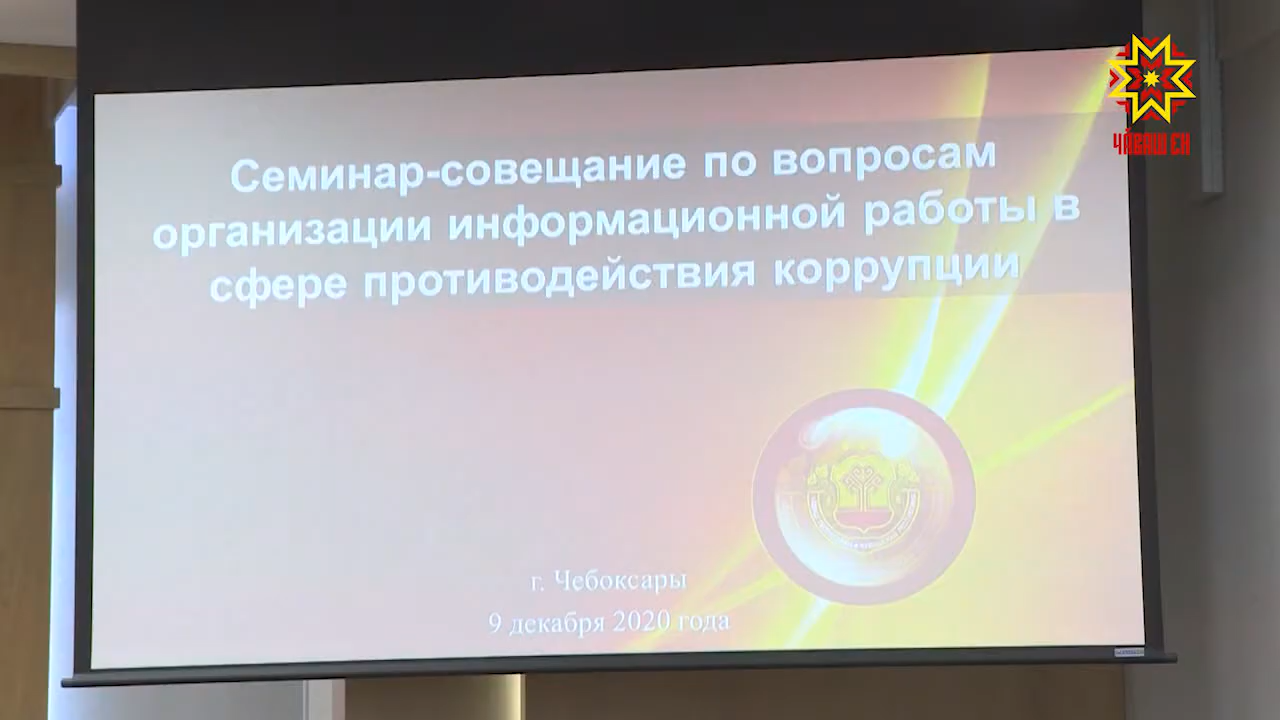 ЧӐВАШ ЕН
Семинар-совещание по вопросам
организации информационной работы в
сфере противодействия коррупции
г. Чебоксары
9 декабря 2020 года